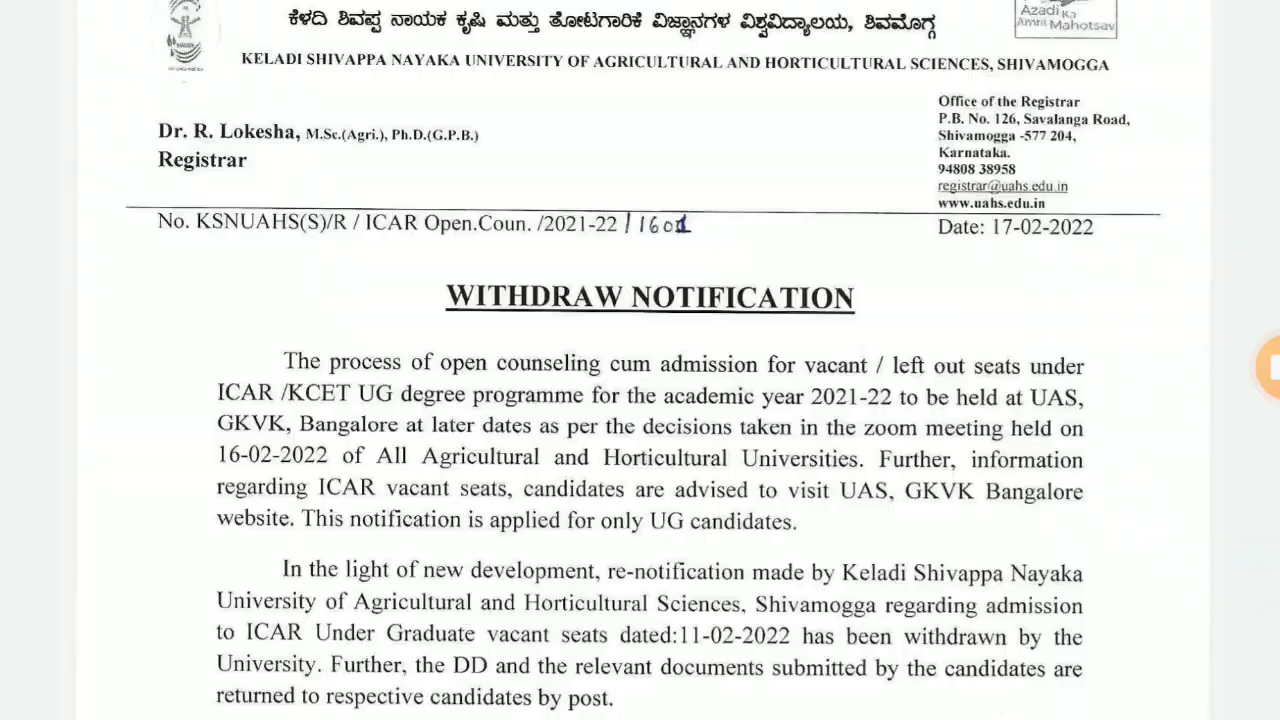 ಕೆಳದಿ ಶಿವಪ್ಪ ನಾಯಕ ಕೃಷಿ ಮತ್ತು ತೋಟಗಾರಿಕೆ ವಿಜ್ಞಾನಗಳ ವಿಶ್ವವಿದ್ಯಾಲಯ, ಶಿವಮೊಗ್ಗ
Azadi Ka
Amrit Mahotsav
KELADI SHIVAPPA NAYAKA UNIVERSITY OF AGRICULTURAL AND HORTICULTURAL SCIENCES, SHIVAMOGGA
Dr. R. Lokesha, M.Sc.(Agri.), Ph.D.(G.P.B.)
Registrar
Office of the Registrar
P.B. No. 126, Savalanga Road,
Shivamogga -577 204,
Karnataka.
94808 38958
registrar@uahs.edu.in
www.uahs.edu.in
No. KSNUAHS(S)/R / ICAR Open.Coun. /2021-22
Date: 17-02-2022
WITHDRAW NOTIFICATION
The process of open counseling cum admission for vacant / left out seats under
ICAR /KCET UG degree programme for the academic year 2021-22 to be held at UAS,
GKVK, Bangalore at later dates as per the decisions taken in the zoom meeting held on
16-02-2022 of All Agricultural and Horticultural Universities. Further, information
regarding ICAR vacant seats, candidates are advised to visit UAS, GKVK Bangalore
website. This notification is applied for only UG candidates.
In the light of new development, re-notification made by Keladi Shivappa Nayaka
University of Agricultural and Horticultural Sciences, Shivamogga regarding admission
to ICAR Under Graduate vacant seats dated:11-02-2022 has been withdrawn by the
University. Further, the DD and the relevant documents submitted by the candidates are
returned to respective candidates by post.